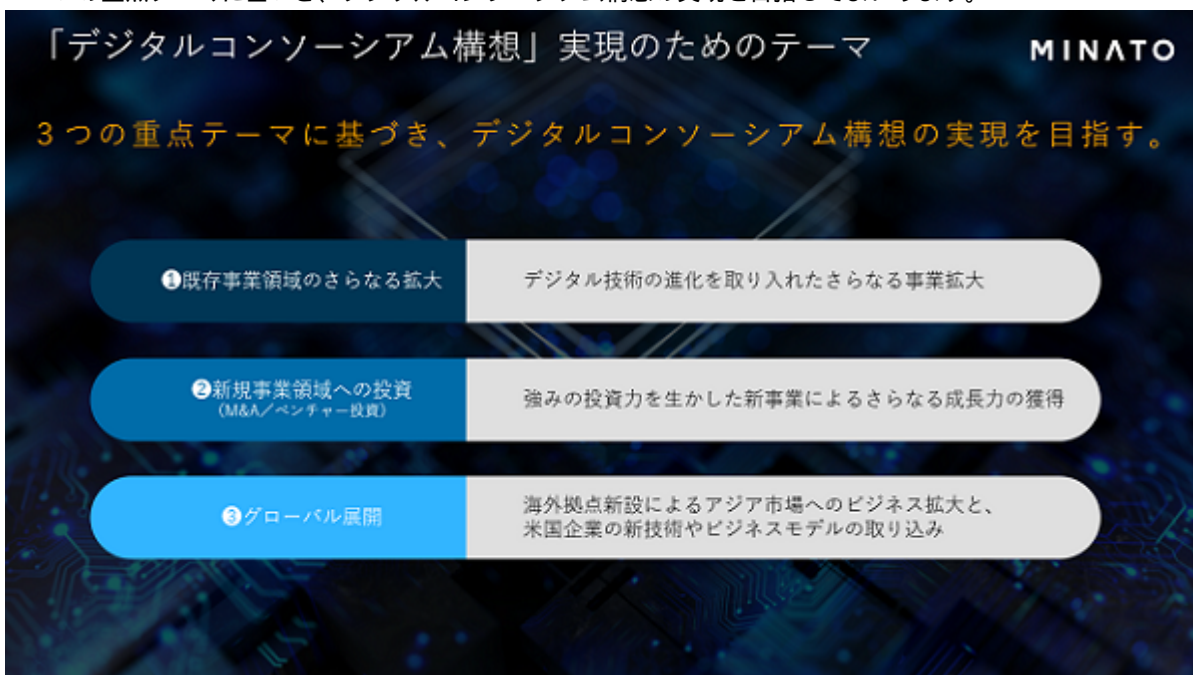 「デジタルコンソーシアム構想」実現のためのテーマ
MINATO
3つの重点テーマに基づき、デジタルコンソーシアム構想の実現を目指す。
❶既存事業領域のさらなる拡大
デジタル技術の進化を取り入れたさらなる事業拡大
❷新規事業領域への投資
(M&A/ベンチャー投資)
強みの投資力を生かした新事業によるさらなる成長力の獲得
❸グローバル展開
海外拠点新設によるアジア市場へのビジネス拡大と、
米国企業の新技術やビジネスモデルの取り込み